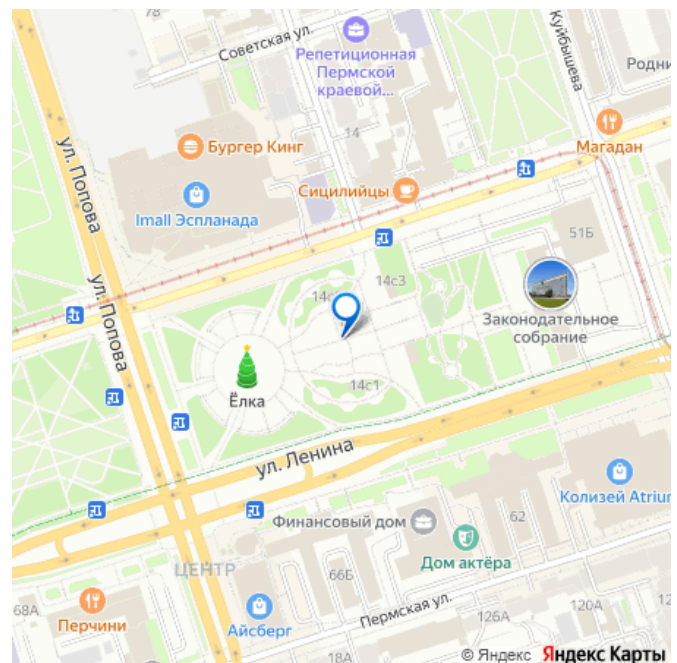 78
Советская ул.
Репетиционная
Пермской
краевой...
Куйбышева
Родни
ул. Попова
Бургер Кинг
14
Магадан
Сицилийцы
Imall Эспланада
51Б
ул. Попова
14с3
Законодательное
собрание
Ёлка
14с1
ул. Ленина
Колизей Atriur
Финансовый дом
62
Дом актёра
ЦЕНТР
66Б
68А
Перчини
Айсберг
Пермская ул.
126А
120А
12
18А
© Яндекс Яндекс Карты